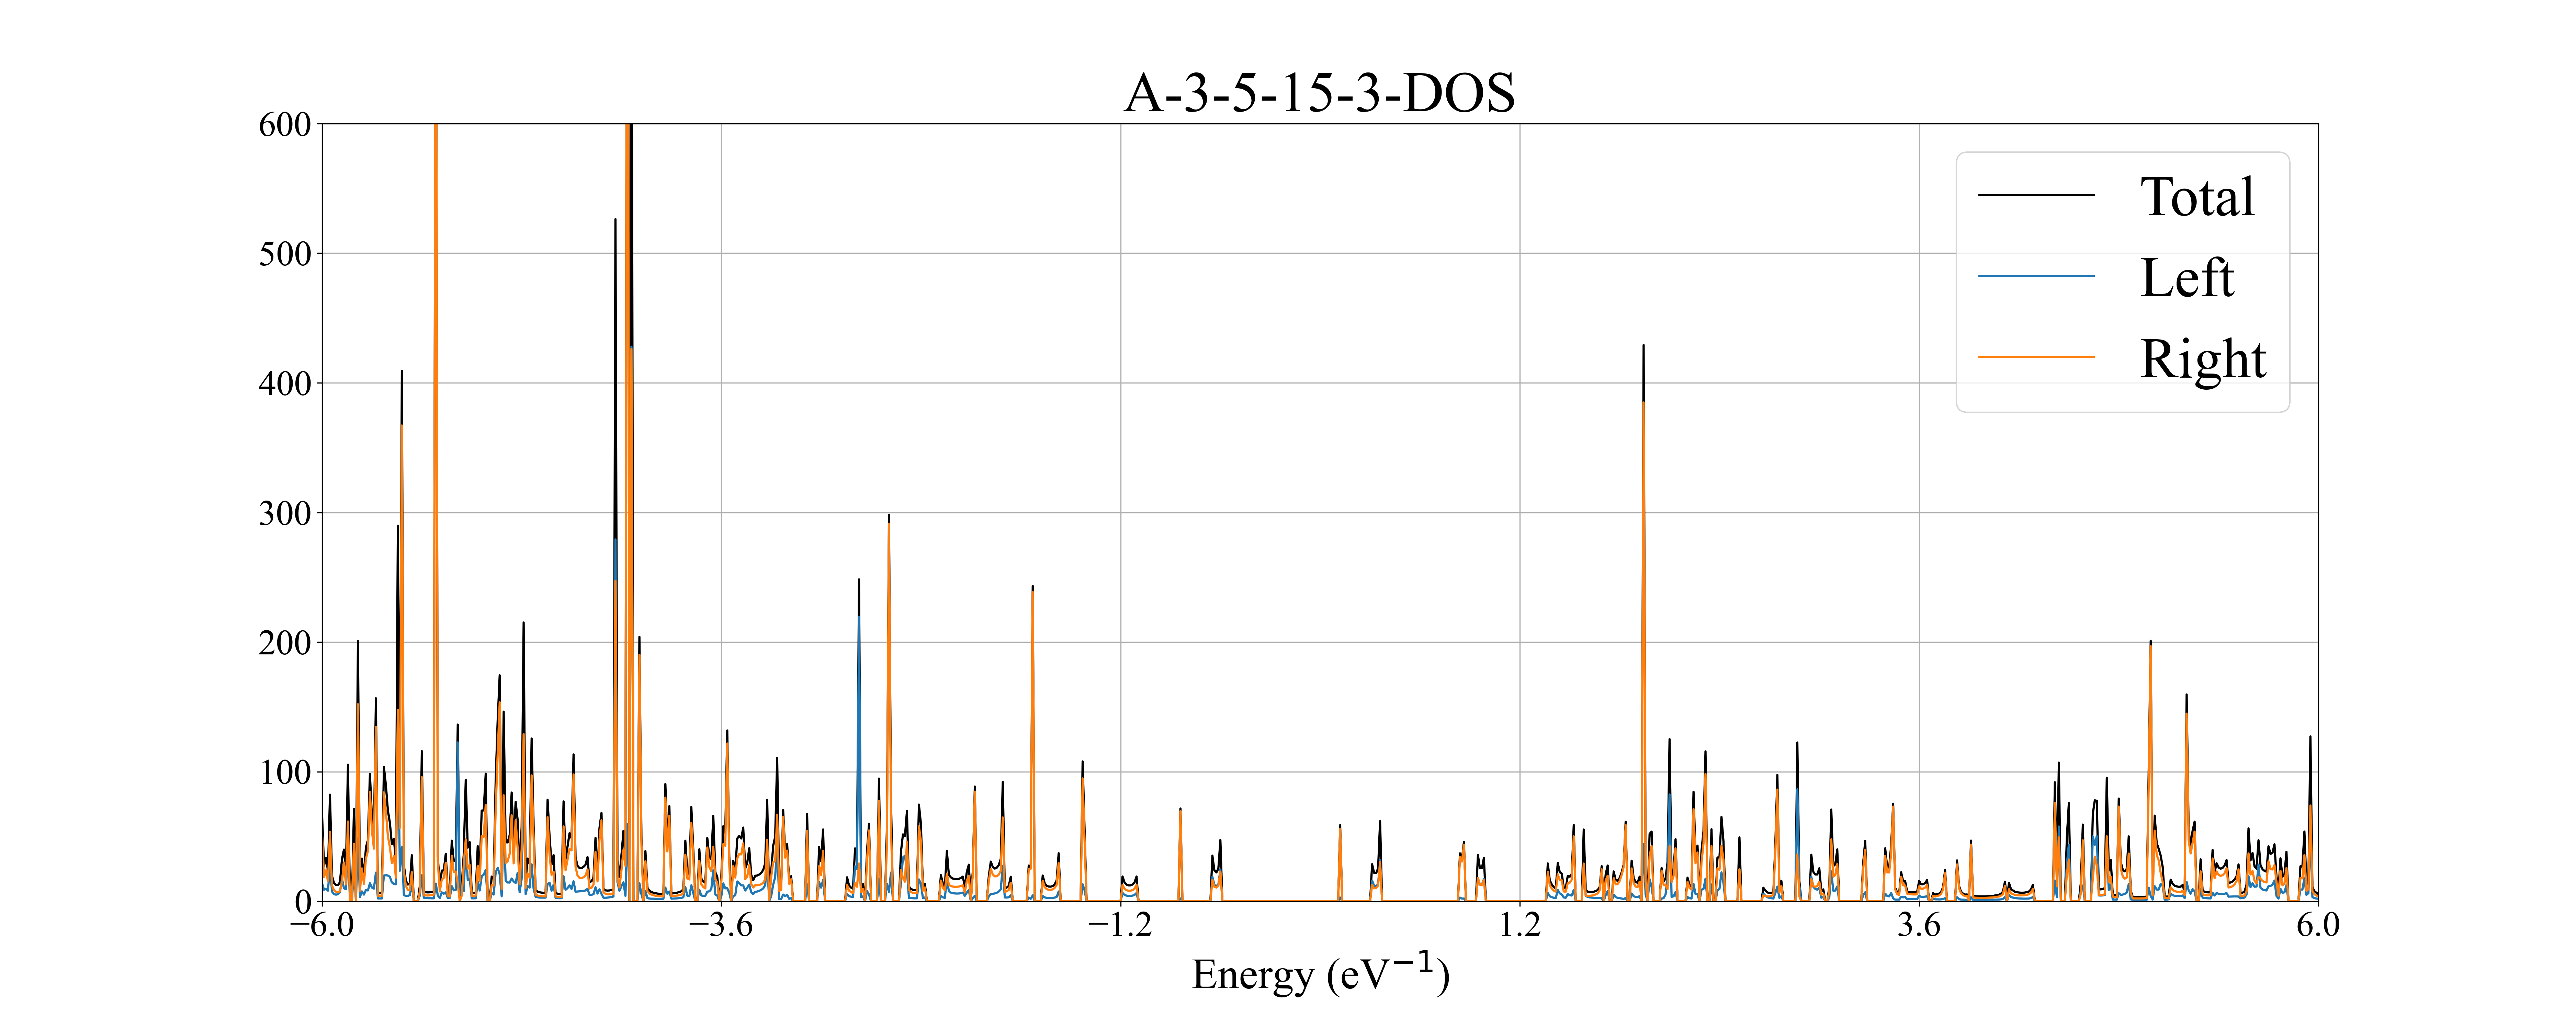 A-3-5-15-3-DOS
600
500
400
300
200
100
0
Total
Left
Right
−6.0 −3.6 −1.2 1.2 3.6 6.0
Energy (eV⁻¹)